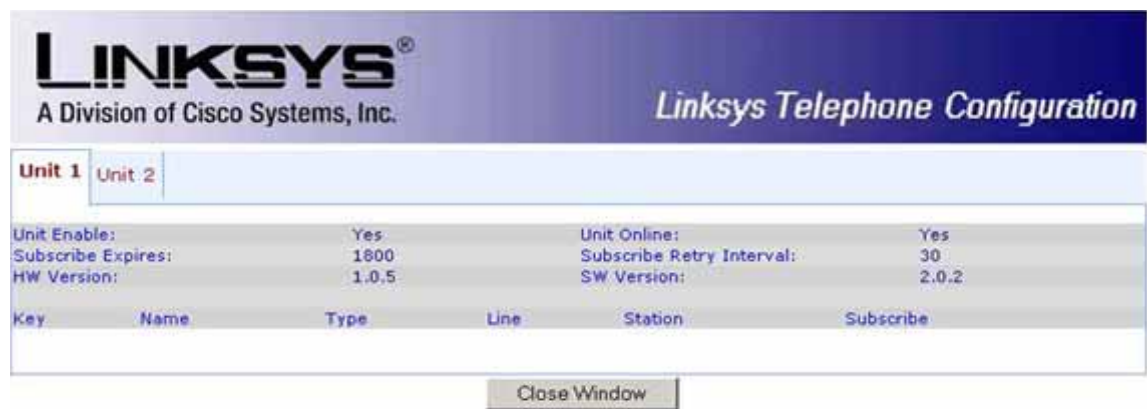 LINKSYS®
A Division of Cisco Systems, Inc.
Linksys Telephone Configuration
Unit 1 Unit 2
Unit Enable: Yes Unit Online: Yes
Subscribe Expires: 1800 Subscribe Retry Interval: 30
HW Version: 1.0.5 SW Version: 2.0.2
Key Name Type Line Station Subscribe
Close Window